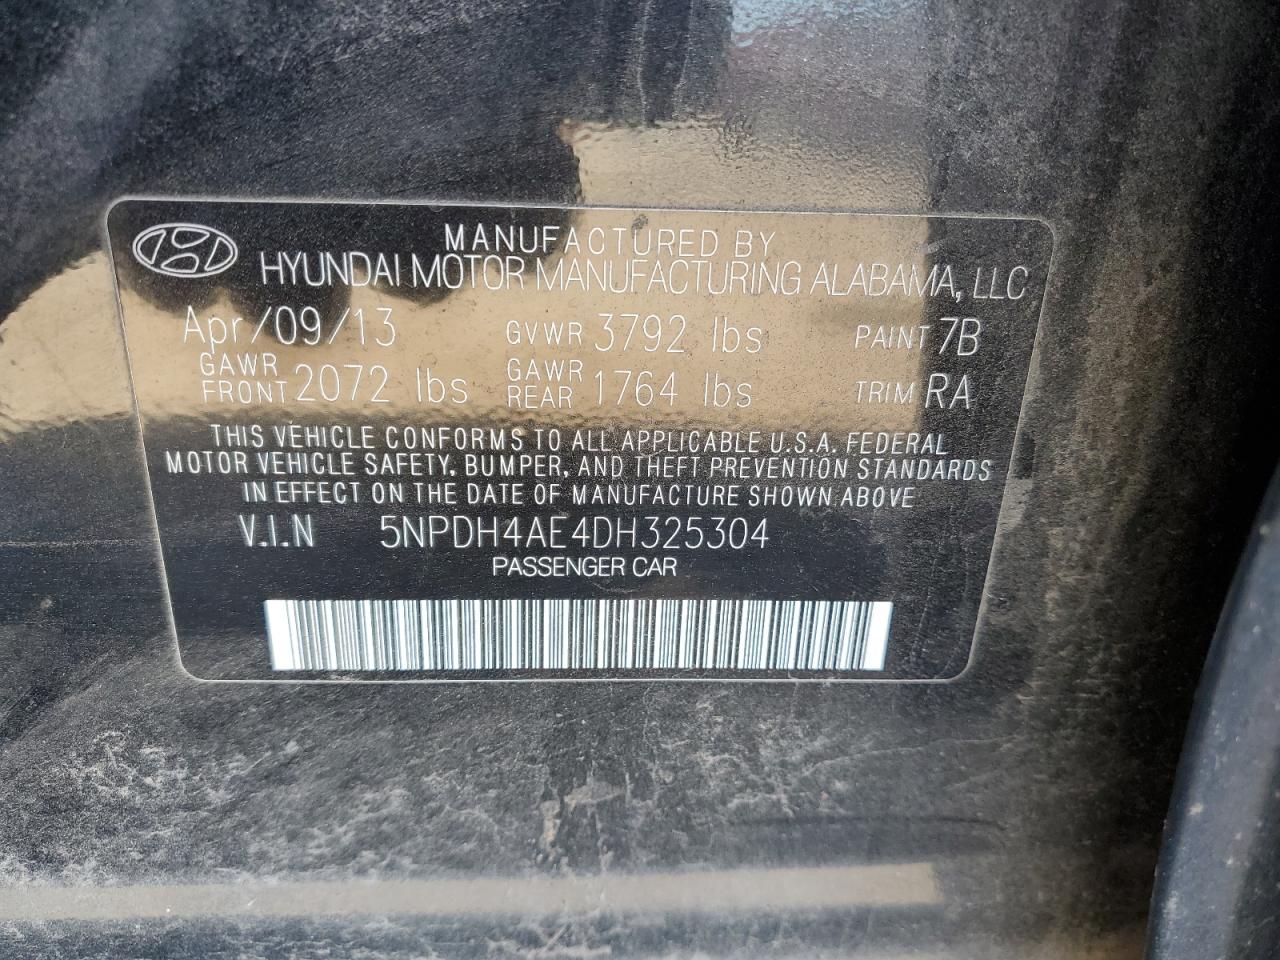 MANUFACTURED BY
HYUNDAI MOTOR MANUFACTURING ALABAMA, LLC
Apr/09/13 GVWR 3792 lbs PAINT 7B
GAWR FRONT 2072 lbs GAWR REAR 1764 lbs TRIM RA
THIS VEHICLE CONFORMS TO ALL APPLICABLE U.S.A. FEDERAL
MOTOR VEHICLE SAFETY, BUMPER, AND THEFT PREVENTION STANDARDS
IN EFFECT ON THE DATE OF MANUFACTURE SHOWN ABOVE
V.I.N 5NPDH4AE4DH325304
PASSENGER CAR